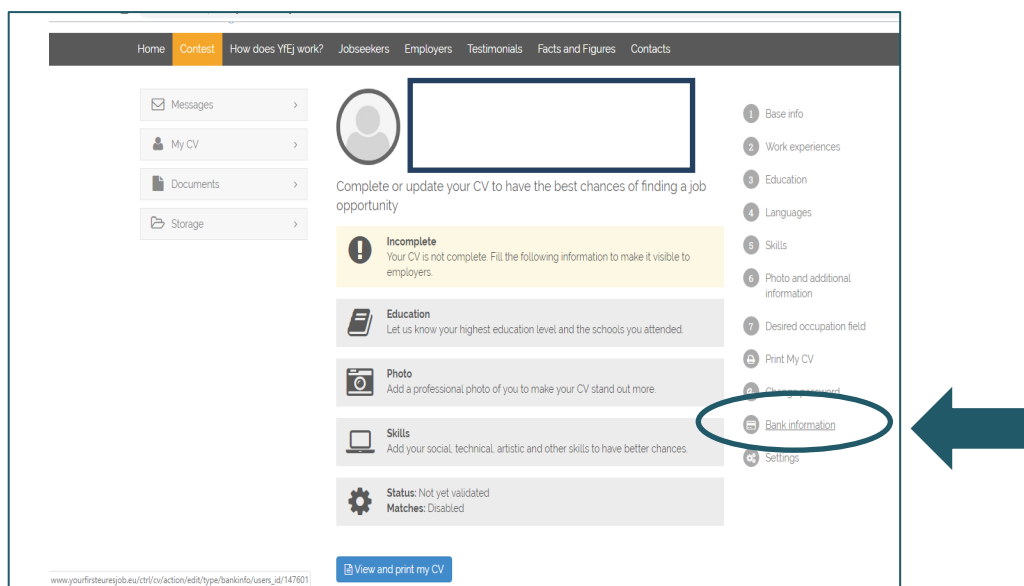 Home Contest How does YfEj work? Jobseekers Employers Testimonials Facts and Figures Contacts
Messages
My CV
Documents
Storage
Complete or update your CV to have the best chances of finding a job
opportunity
Incomplete
Your CV is not complete. Fill the following information to make it visible to
employers.
Education
Let us know your highest education level and the schools you attended.
Photo
Add a professional photo of you to make your CV stand out more.
Skills
Add your social, technical, artistic and other skills to have better chances.
Status: Not yet validated
Matches: Disabled
View and print my CV
1 Base info
2 Work experiences
3 Education
4 Languages
5 Skills
6 Photo and additional
information
7 Desired occupation field
Print My CV
Change password
Bank information
Settings
www.yourfirsteuresjob.eu/ctrl/cv/action/edit/type/bankinfo/users_id/147601